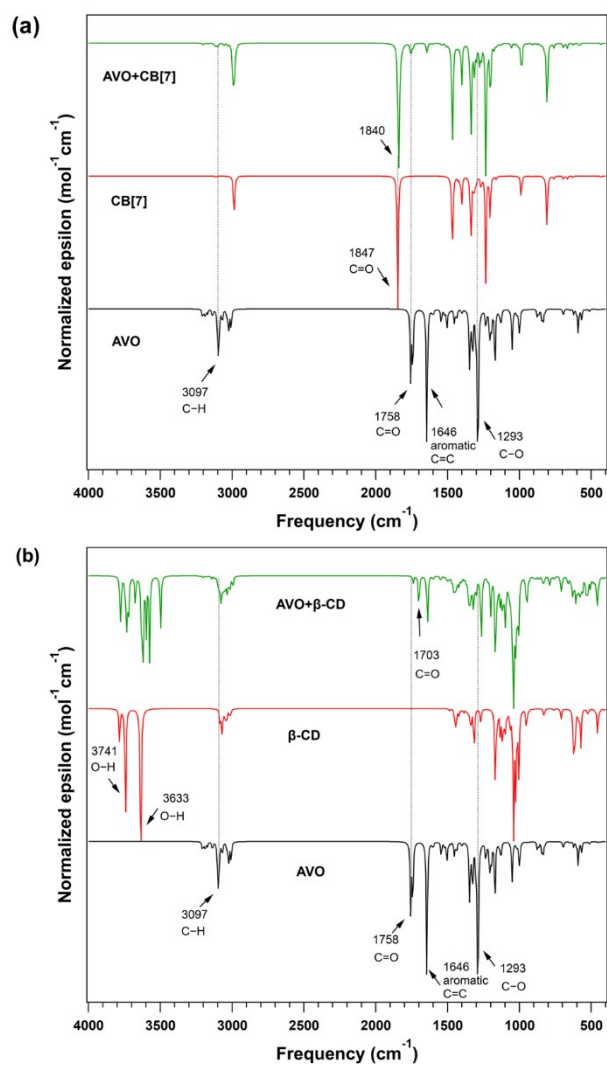 (a)
AVO+CB[7]
1840
CB[7]
1847
C=O
AVO
3097
C−H
1758
C=O
1646
aromatic
C=C
1293
C−O
Normalized epsilon (mol⁻¹cm⁻¹)
4000 3500 3000 2500 2000 1500 1000 500
Frequency (cm⁻¹)
(b)
AVO+β-CD
1703
C=O
β-CD
3741
O−H
3633
O−H
AVO
3097
C−H
1758
C=O
1646
aromatic
C=C
1293
C−O
Normalized epsilon (mol⁻¹cm⁻¹)
4000 3500 3000 2500 2000 1500 1000 500
Frequency (cm⁻¹)